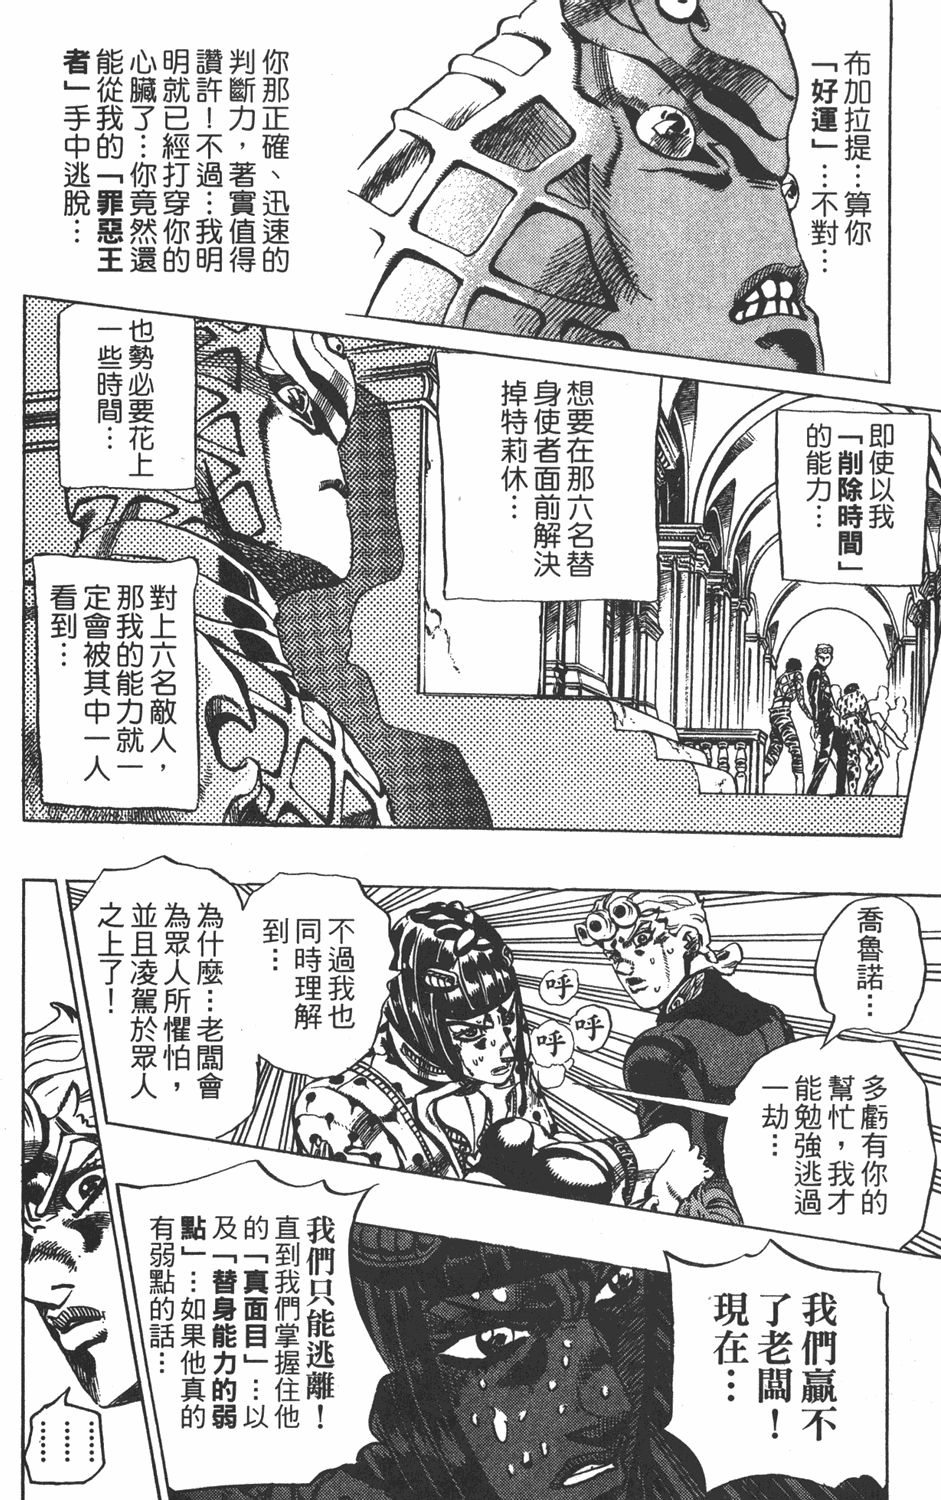 布加拉提…算你
「好運」…不對…
你那正確、迅速的
判斷力，著實值得
讚許！不過…我明
明就已經打穿你的
心臟了…你竟然還
能從我的「罪惡王
者」手中逃脫…
即使以我
「削除時間」
的能力…
想要在那六名替
身使者面前解決
掉特莉休…
也勢必要花上
一些時間…
對上六名敵人，
那我的能力就一
定會被其中一人
看到…
喬魯諾…
多虧有你的
幫忙，我才
能勉強逃過
一劫…
呼
呼
呼
不過我也
同時理解
到…
為什麼…老闆會
為眾人所懼怕，
並且凌駕於眾人
之上了！
我們贏不
了老闆！
現在…
我們只能逃離！
直到我們掌握住他
的「真面目」…以
及「替身能力的弱
點」…如果他真的
有弱點的話…
………
………